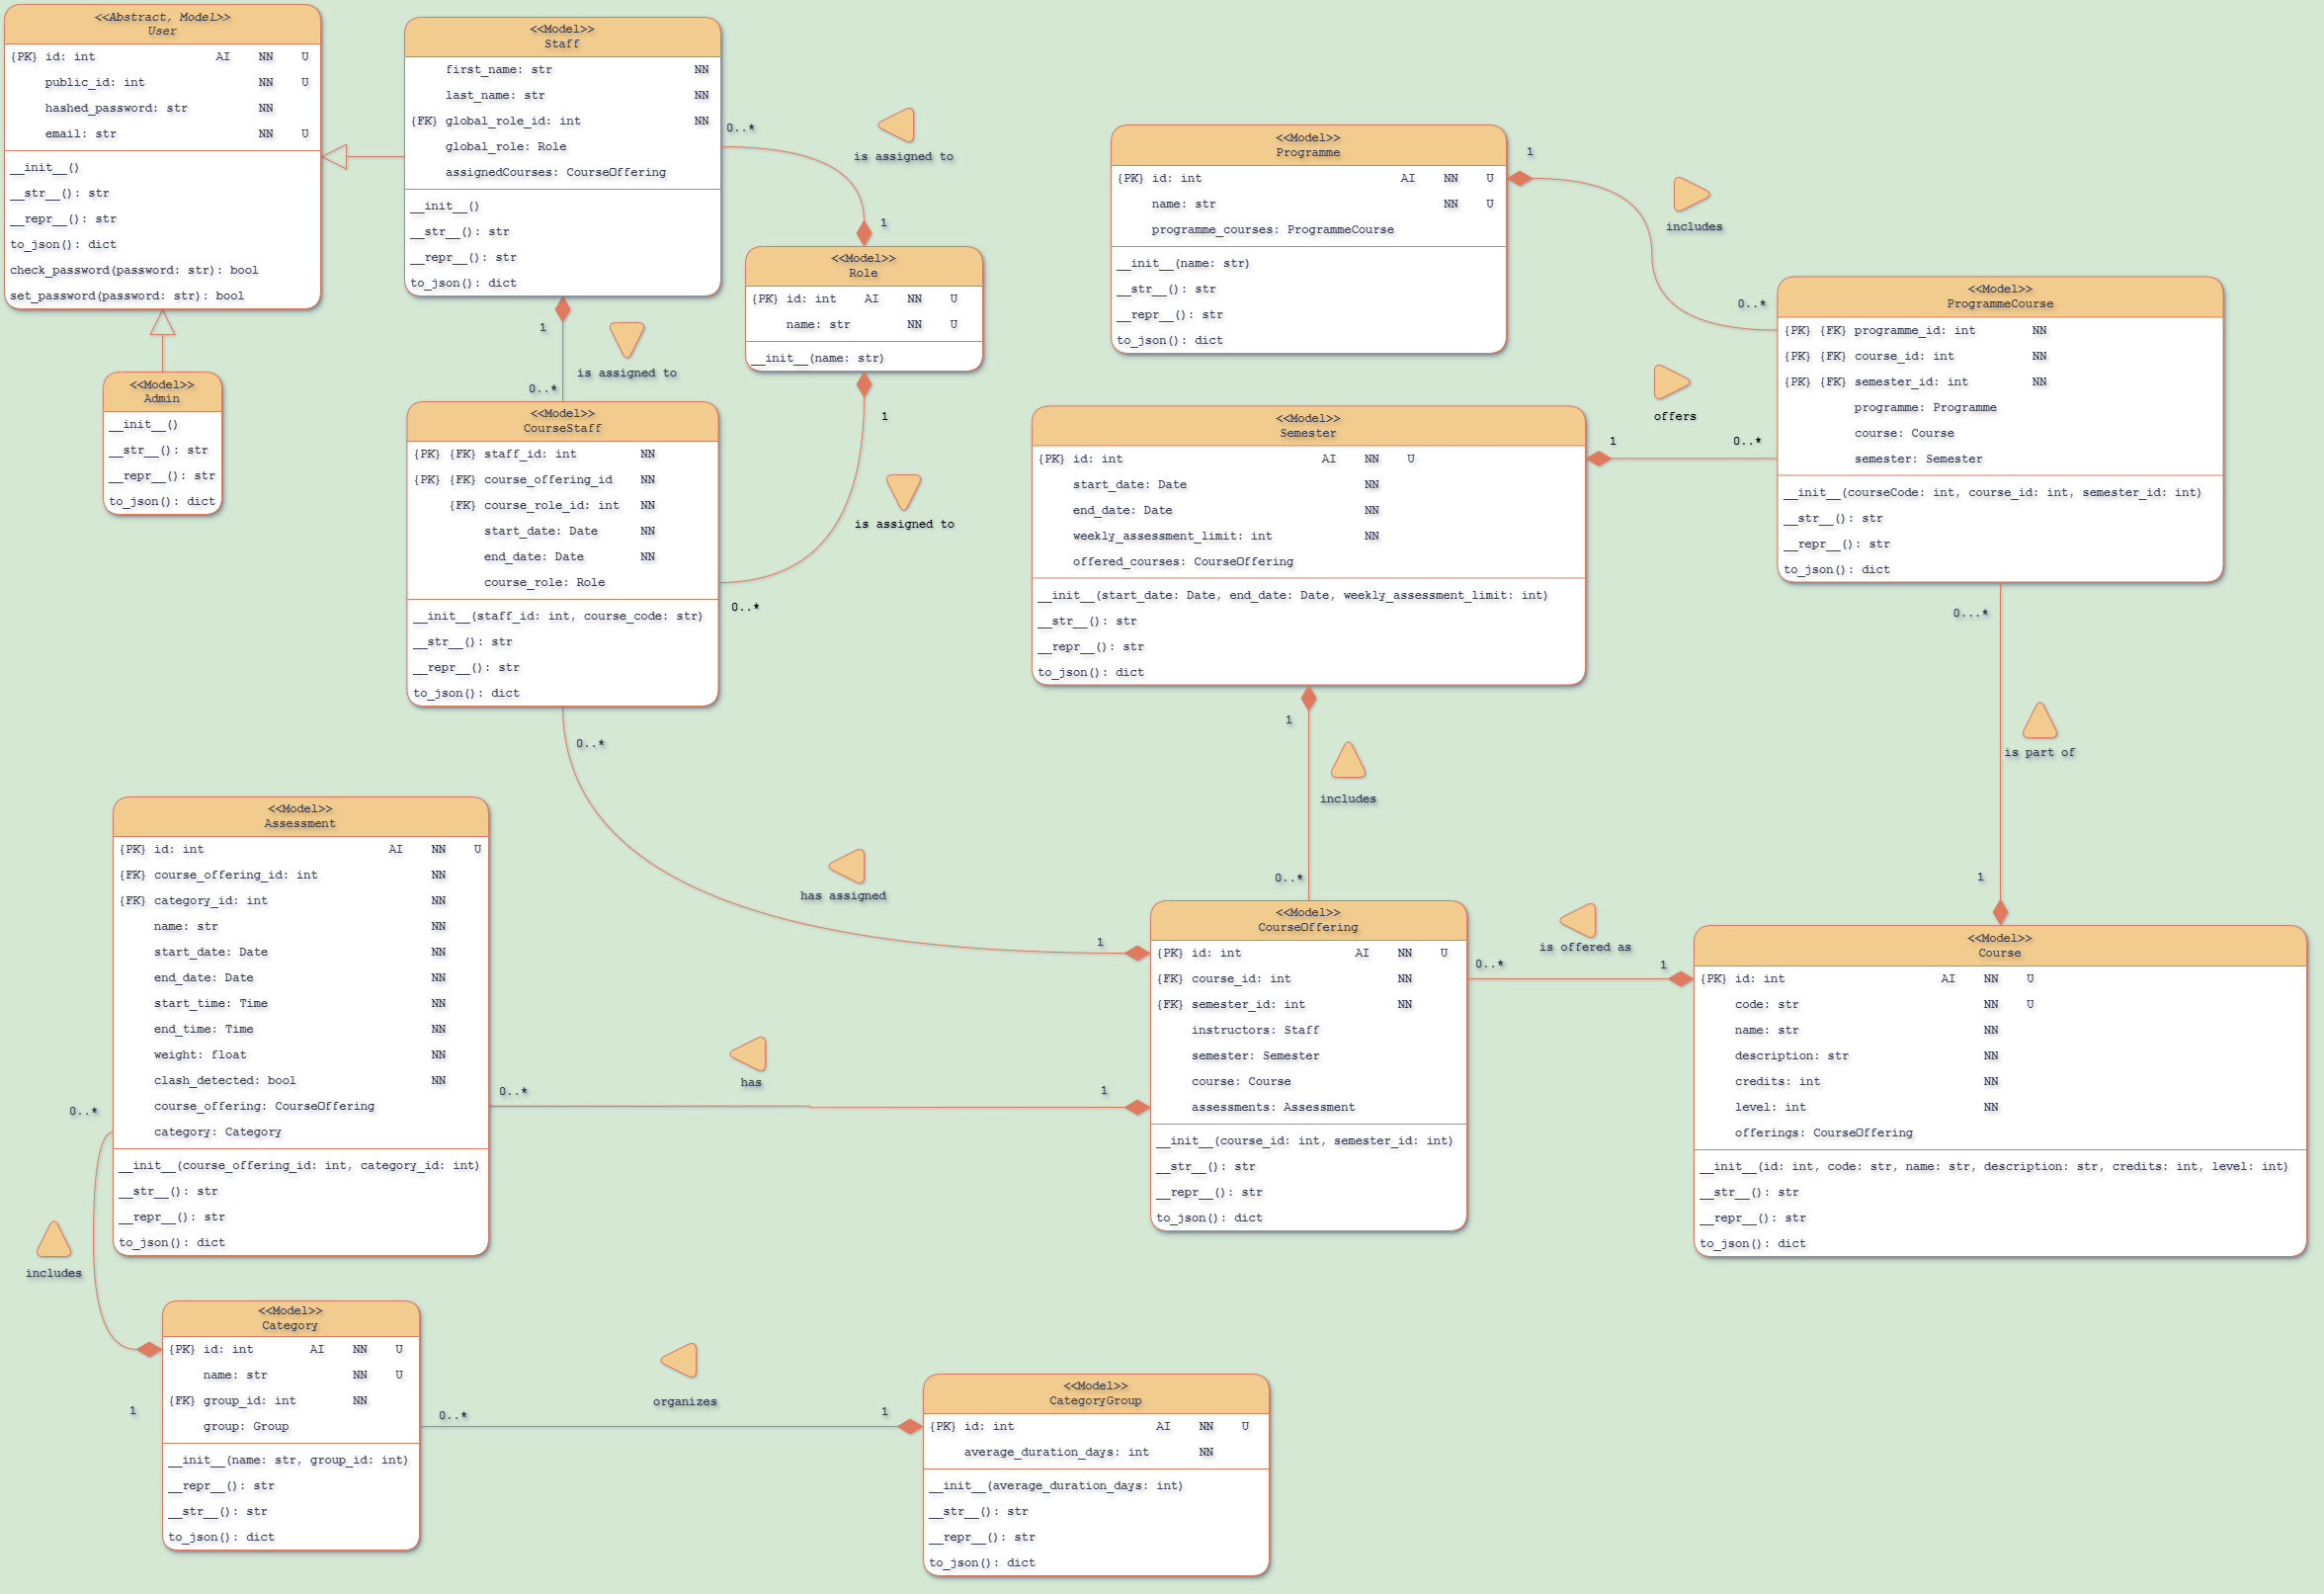 <<Abstract, Model>>
User
{PK} id: int AI NN U
public_id: int NN U
hashed_password: str NN
email: str NN U
__init__()
__str__(): str
__repr__(): str
to_json(): dict
check_password(password: str): bool
set_password(password: str): bool
<<Model>>
Admin
__init__()
__str__(): str
__repr__(): str
to_json(): dict
<<Model>>
Staff
first_name: str NN
last_name: str NN
{FK} global_role_id: int NN
global_role: Role
assignedCourses: CourseOffering
__init__()
__str__(): str
__repr__(): str
to_json(): dict
0..*
is assigned to
1
<<Model>>
Role
{PK} id: int AI NN U
name: str NN U
__init__(name: str)
1
is assigned to
0..*
1
is assigned to
0..*
<<Model>>
CourseStaff
{PK} {FK} staff_id: int NN
{PK} {FK} course_offering_id NN
{FK} course_role_id: int NN
start_date: Date NN
end_date: Date NN
course_role: Role
__init__(staff_id: int, course_code: str)
__str__(): str
__repr__(): str
to_json(): dict
0..*
has assigned
1
<<Model>>
Programme
{PK} id: int AI NN U
name: str NN U
programme_courses: ProgrammeCourse
__init__(name: str)
__str__(): str
__repr__(): str
to_json(): dict
1
includes
0..*
<<Model>>
ProgrammeCourse
{PK} {FK} programme_id: int NN
{PK} {FK} course_id: int NN
{PK} {FK} semester_id: int NN
programme: Programme
course: Course
semester: Semester
__init__(courseCode: int, course_id: int, semester_id: int)
__str__(): str
__repr__(): str
to_json(): dict
offers
1
0..*
<<Model>>
Semester
{PK} id: int AI NN U
start_date: Date NN
end_date: Date NN
weekly_assessment_limit: int NN
offered_courses: CourseOffering
__init__(start_date: Date, end_date: Date, weekly_assessment_limit: int)
__str__(): str
__repr__(): str
to_json(): dict
0...*
is part of
1
1
includes
0..*
<<Model>>
Assessment
{PK} id: int AI NN U
{FK} course_offering_id: int NN
{FK} category_id: int NN
name: str NN
start_date: Date NN
end_date: Date NN
start_time: Time NN
end_time: Time NN
weight: float NN
clash_detected: bool NN
course_offering: CourseOffering
category: Category
__init__(course_offering_id: int, category_id: int)
__str__(): str
__repr__(): str
to_json(): dict
0..*
has
1
<<Model>>
CourseOffering
{PK} id: int AI NN U
{FK} course_id: int NN
{FK} semester_id: int NN
instructors: Staff
semester: Semester
course: Course
assessments: Assessment
__init__(course_id: int, semester_id: int)
__str__(): str
__repr__(): str
to_json(): dict
is offered as
0..*
1
<<Model>>
Course
{PK} id: int AI NN U
code: str NN U
name: str NN
description: str NN
credits: int NN
level: int NN
offerings: CourseOffering
__init__(id: int, code: str, name: str, description: str, credits: int, level: int)
__str__(): str
__repr__(): str
to_json(): dict
0..*
includes
1
<<Model>>
Category
{PK} id: int AI NN U
name: str NN U
{FK} group_id: int NN
group: Group
__init__(name: str, group_id: int)
__repr__(): str
__str__(): str
to_json(): dict
organizes
0..*
1
<<Model>>
CategoryGroup
{PK} id: int AI NN U
average_duration_days: int NN
__init__(average_duration_days: int)
__str__(): str
__repr__(): str
to_json(): dict